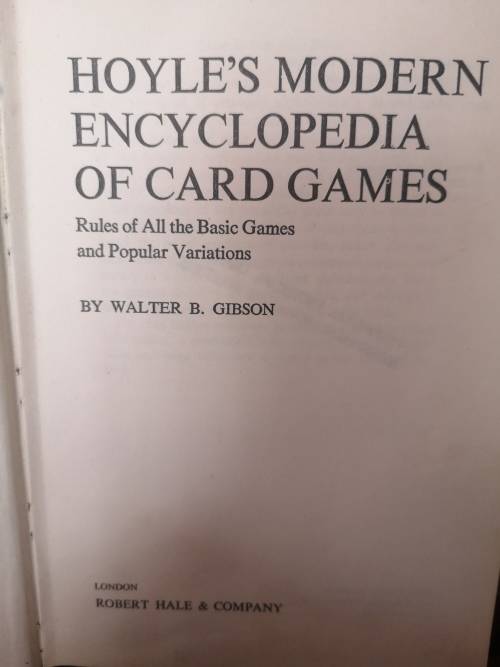 HOYLE'S MODERN
ENCYCLOPEDIA
OF CARD GAMES
Rules of All the Basic Games
and Popular Variations
BY WALTER B. GIBSON
LONDON
ROBERT HALE & COMPANY